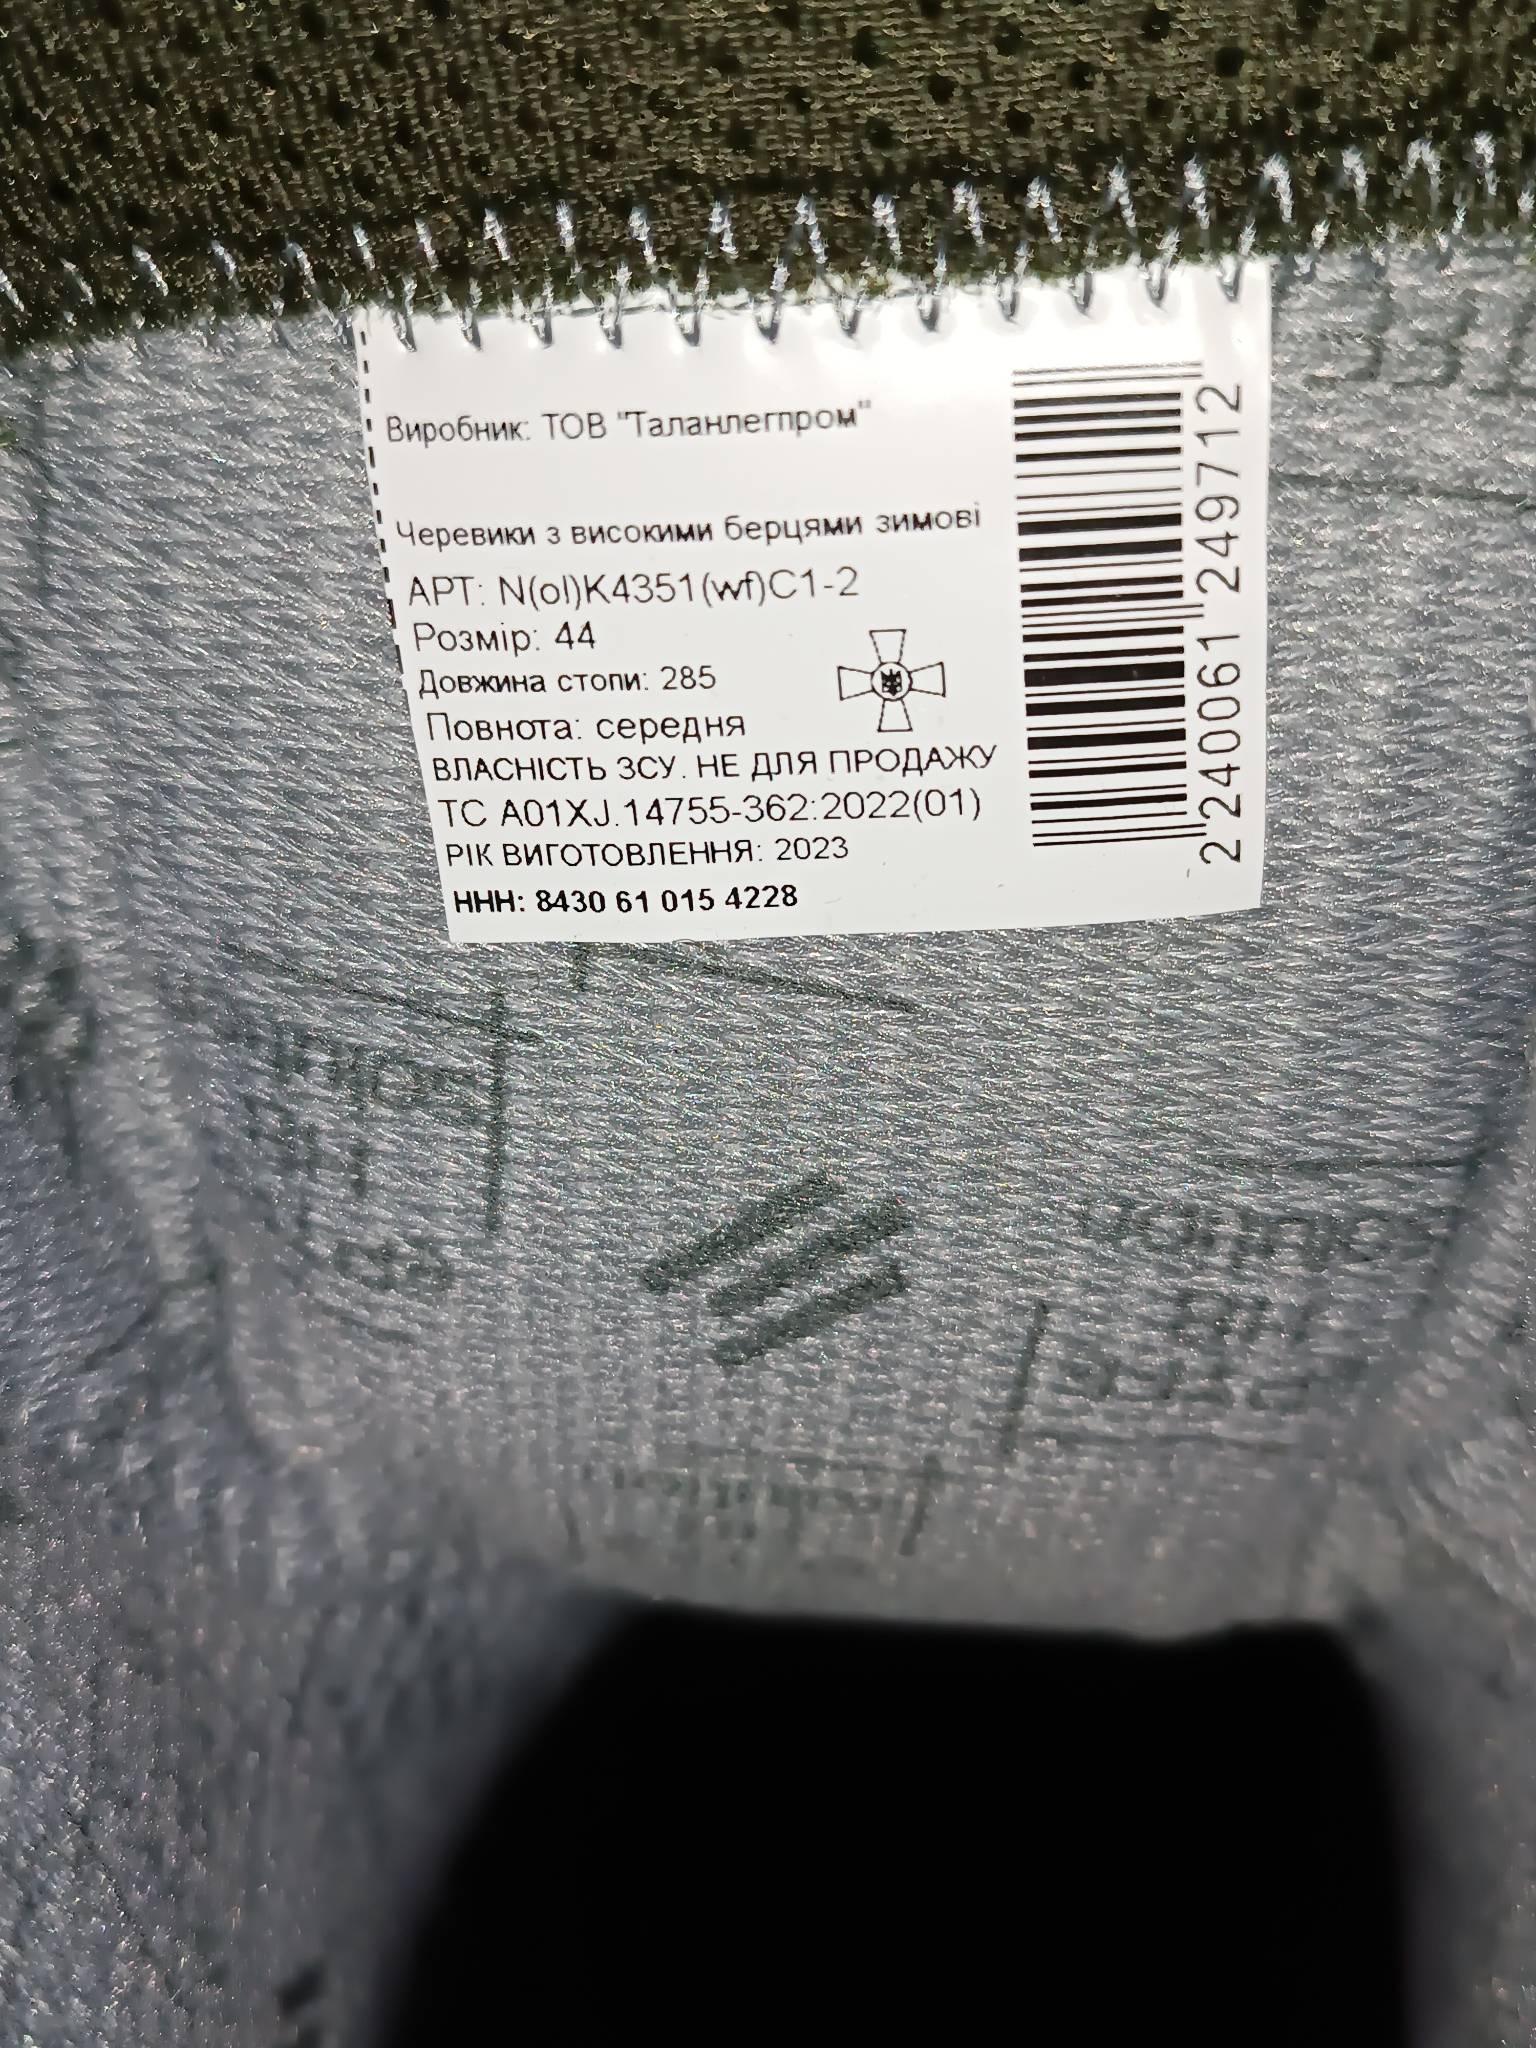 Виробник: ТОВ "Таланлегпром"
Черевики з високими берцями зимові
АРТ: N(ol)K4351(wf)C1-2
Розмір: 44
Довжина стопи: 285
Повнота: середня
ВЛАСНІСТЬ ЗСУ. НЕ ДЛЯ ПРОДАЖУ
ТС А01XJ.14755-362:2022(01)
РІК ВИГОТОВЛЕННЯ: 2023
ННН: 8430 61 015 4228
2240061249712